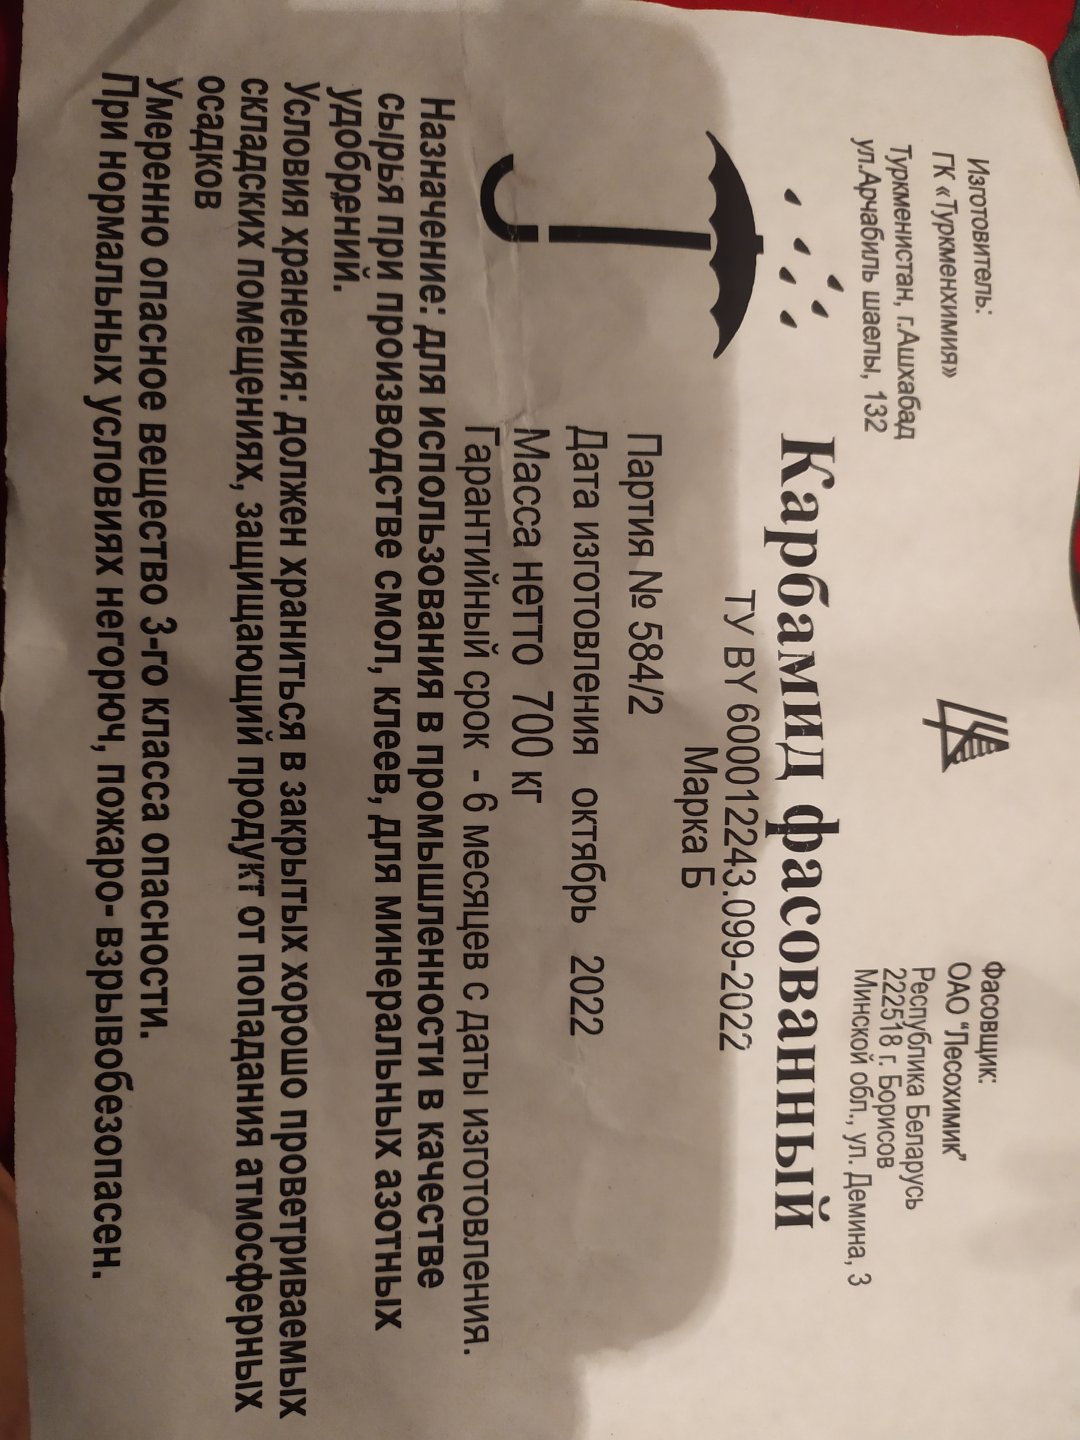 Изготовитель:
ГК «Туркменхимия»
Туркменистан, г.Ашхабад
ул.Арчабиль шаелы, 132
Фасовщик:
ОАО “Лесохимик”
Республика Беларусь
222518 г. Борисов
Минской обл., ул. Демина, 3
Карбамид фасованный
ТУ BY 600012243.099-2022
Марка Б
Партия № 584/2
Дата изготовления октябрь 2022
Масса нетто 700 кг
Гарантийный срок - 6 месяцев с даты изготовления.
Назначение: для использования в промышленности в качестве
сырья при производстве смол, клеев, для минеральных азотных
удобрений.
Условия хранения: должен храниться в закрытых хорошо проветриваемых
складских помещениях, защищающий продукт от попадания атмосферных
осадков
Умеренно опасное вещество 3-го класса опасности.
При нормальных условиях негорюч, пожаро- взрывобезопасен.